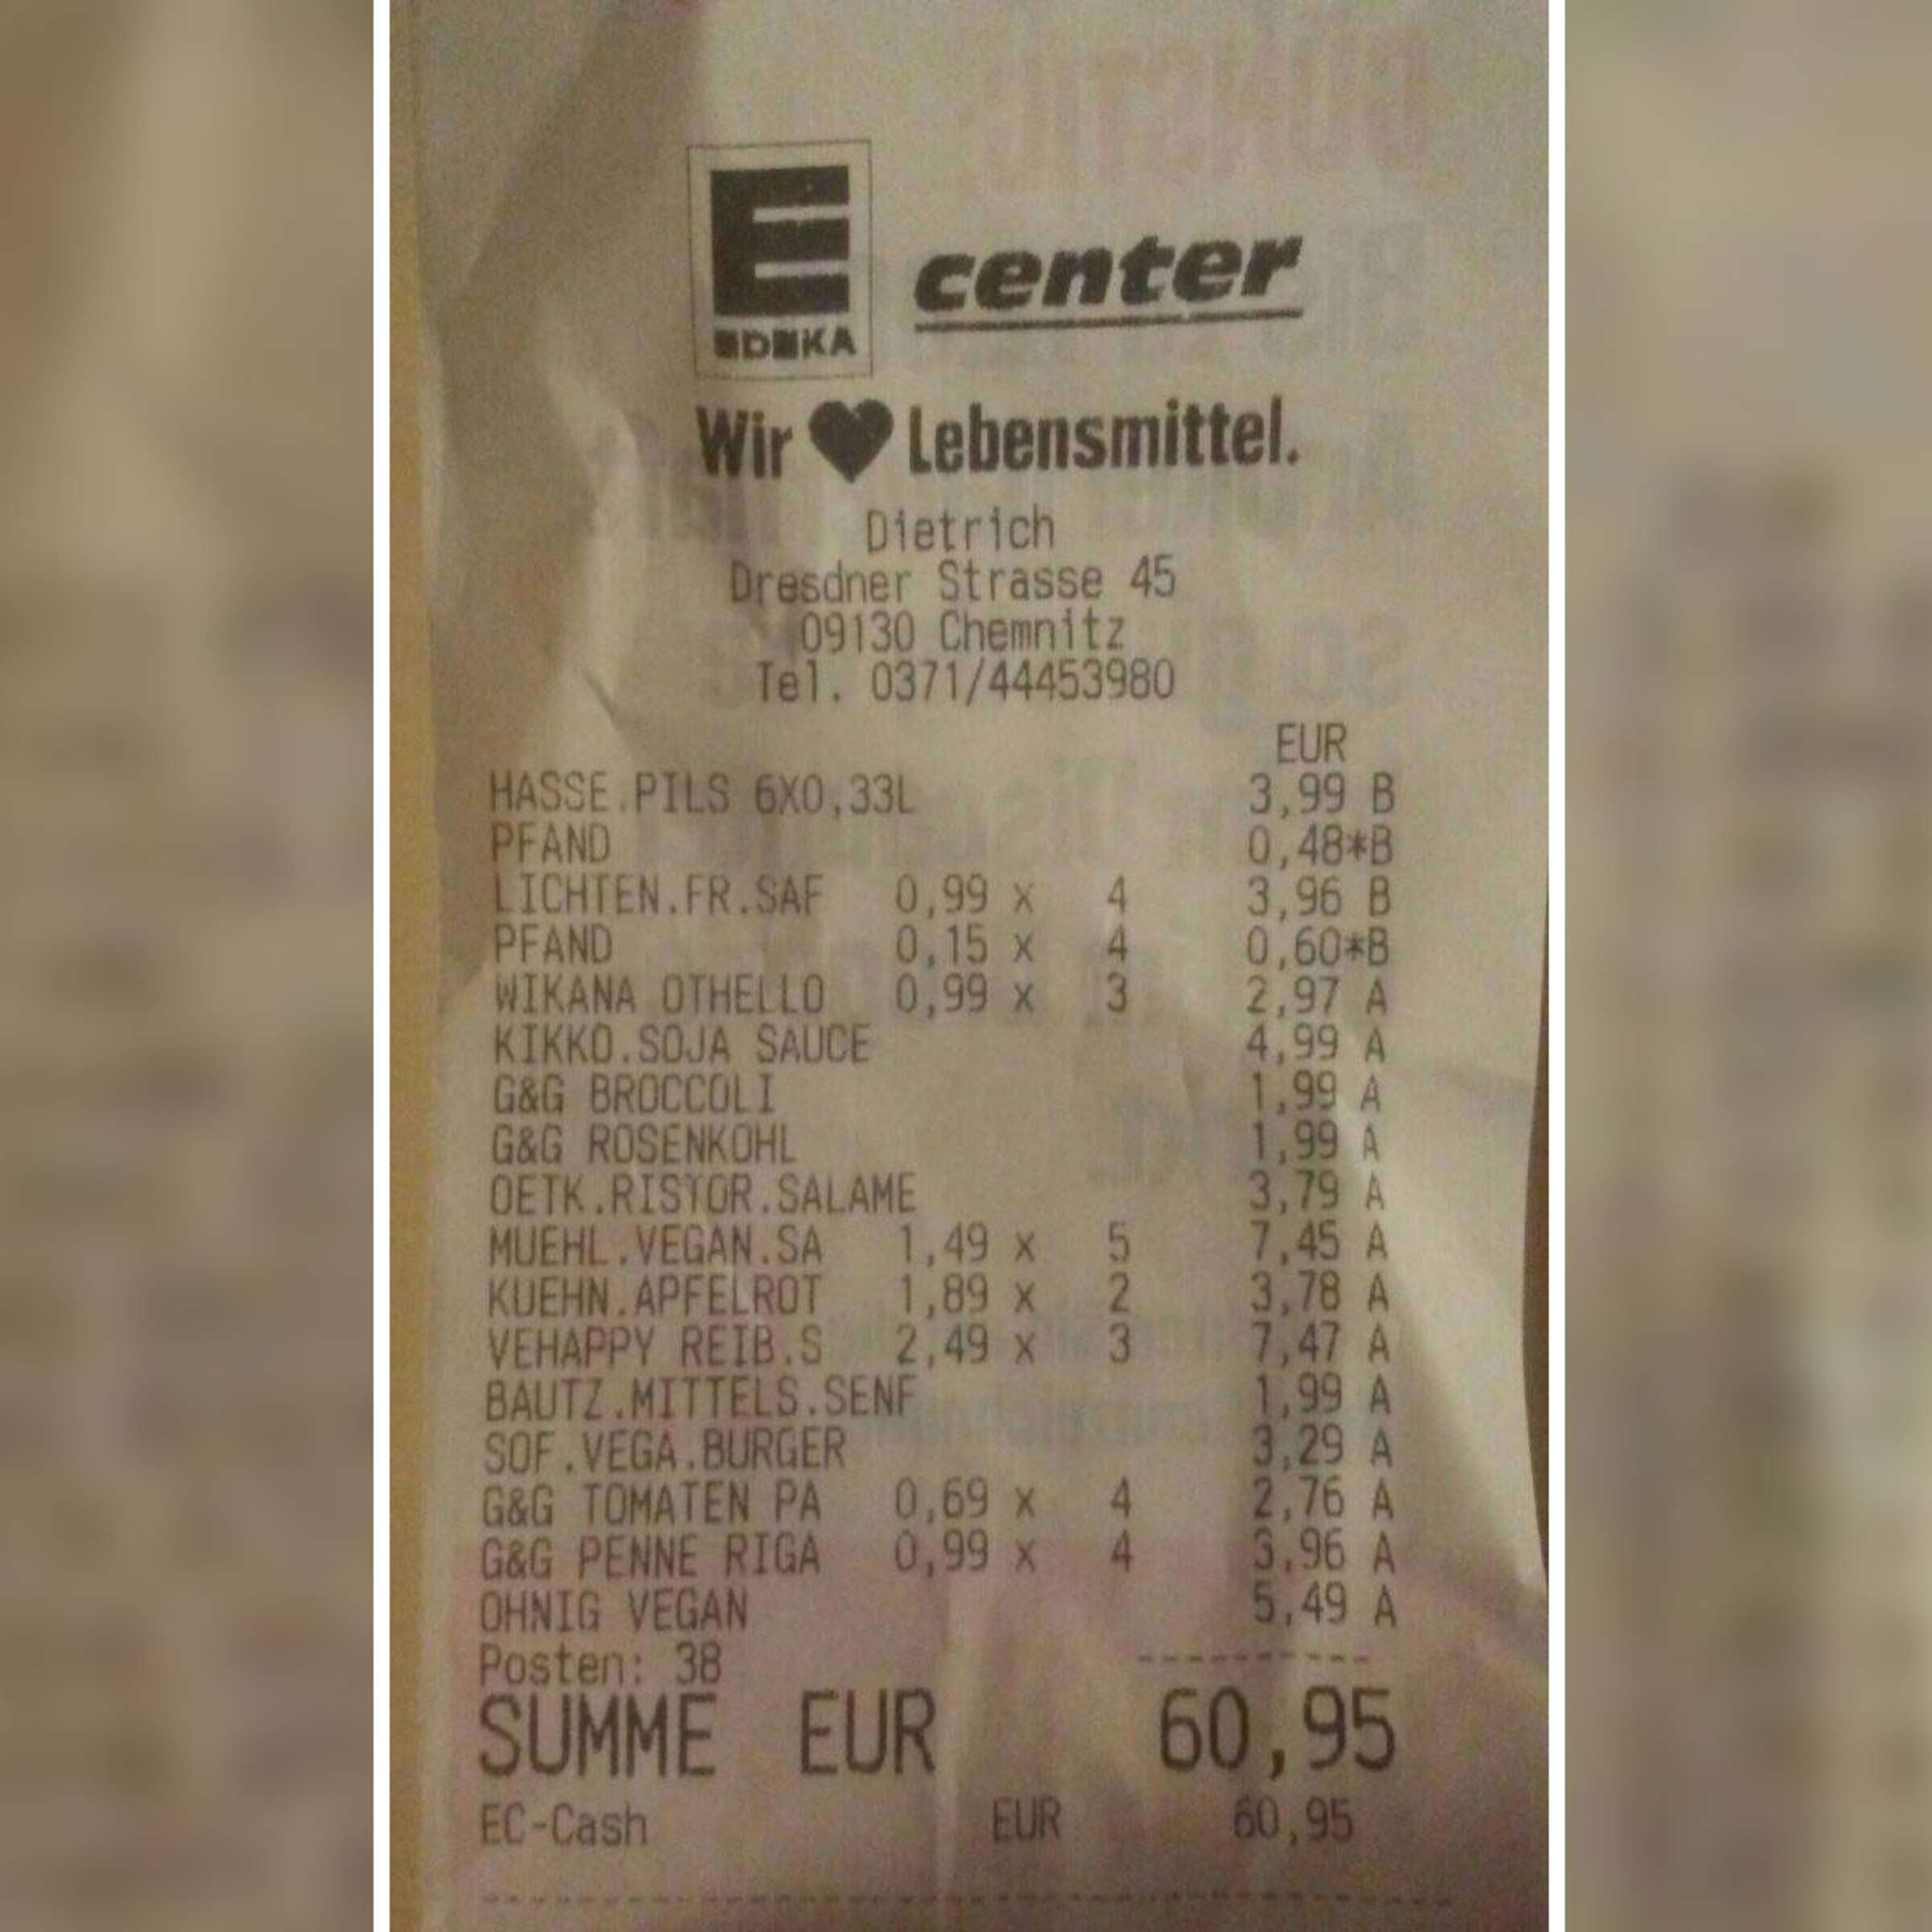 EDEKA center
Wir ♥ Lebensmittel.
Dietrich
Dresdner Strasse 45
09130 Chemnitz
Tel. 0371/44453980
EUR
HASSE.PILS 6X0,33L 3,99 B
PFAND 0,48*B
LICHTEN.FR.SAF 0,99 x 4 3,96 B
PFAND 0,15 x 4 0,60*B
WIKANA OTHELLO 0,99 x 3 2,97 A
KIKKO.SOJA SAUCE 4,99 A
G&G BROCCOLI 1,99 A
G&G ROSENKOHL 1,99 A
OETK.RISTOR.SALAME 3,79 A
MUEHL.VEGAN.SA 1,49 x 5 7,45 A
KUEHN.APFELROT 1,89 x 2 3,78 A
VEHAPPY REIB.S 2,49 x 3 7,47 A
BAUTZ.MITTELS.SENF 1,99 A
SOF.VEGA.BURGER 3,29 A
G&G TOMATEN PA 0,69 x 4 2,76 A
G&G PENNE RIGA 0,99 x 4 3,96 A
OHNIG VEGAN 5,49 A
Posten: 38
SUMME EUR 60,95
EC-Cash EUR 60,95